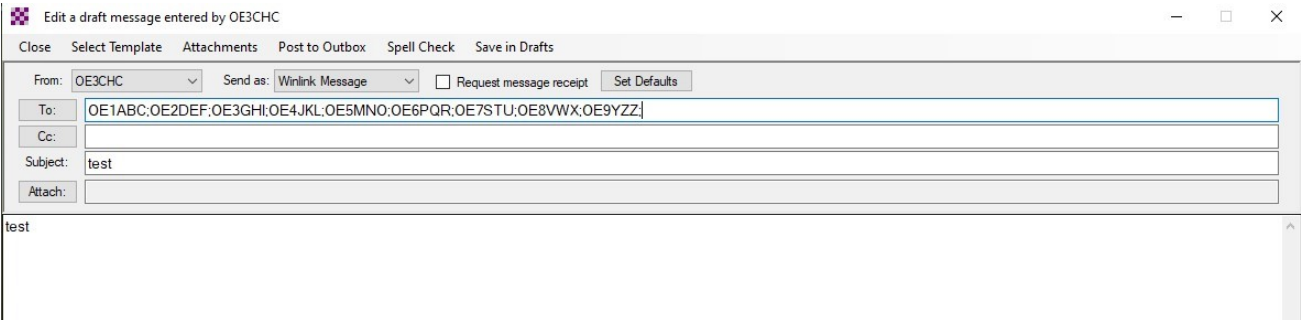 Edit a draft message entered by OE3CHC
Close Select Template Attachments Post to Outbox Spell Check Save in Drafts
From: OE3CHC Send as: Winlink Message Request message receipt Set Defaults
To: OE1ABC;OE2DEF;OE3GHI;OE4JKL;OE5MNO;OE6PQR;OE7STU;OE8VWX;OE9YZZ;
Cc:
Subject: test
Attach:
test